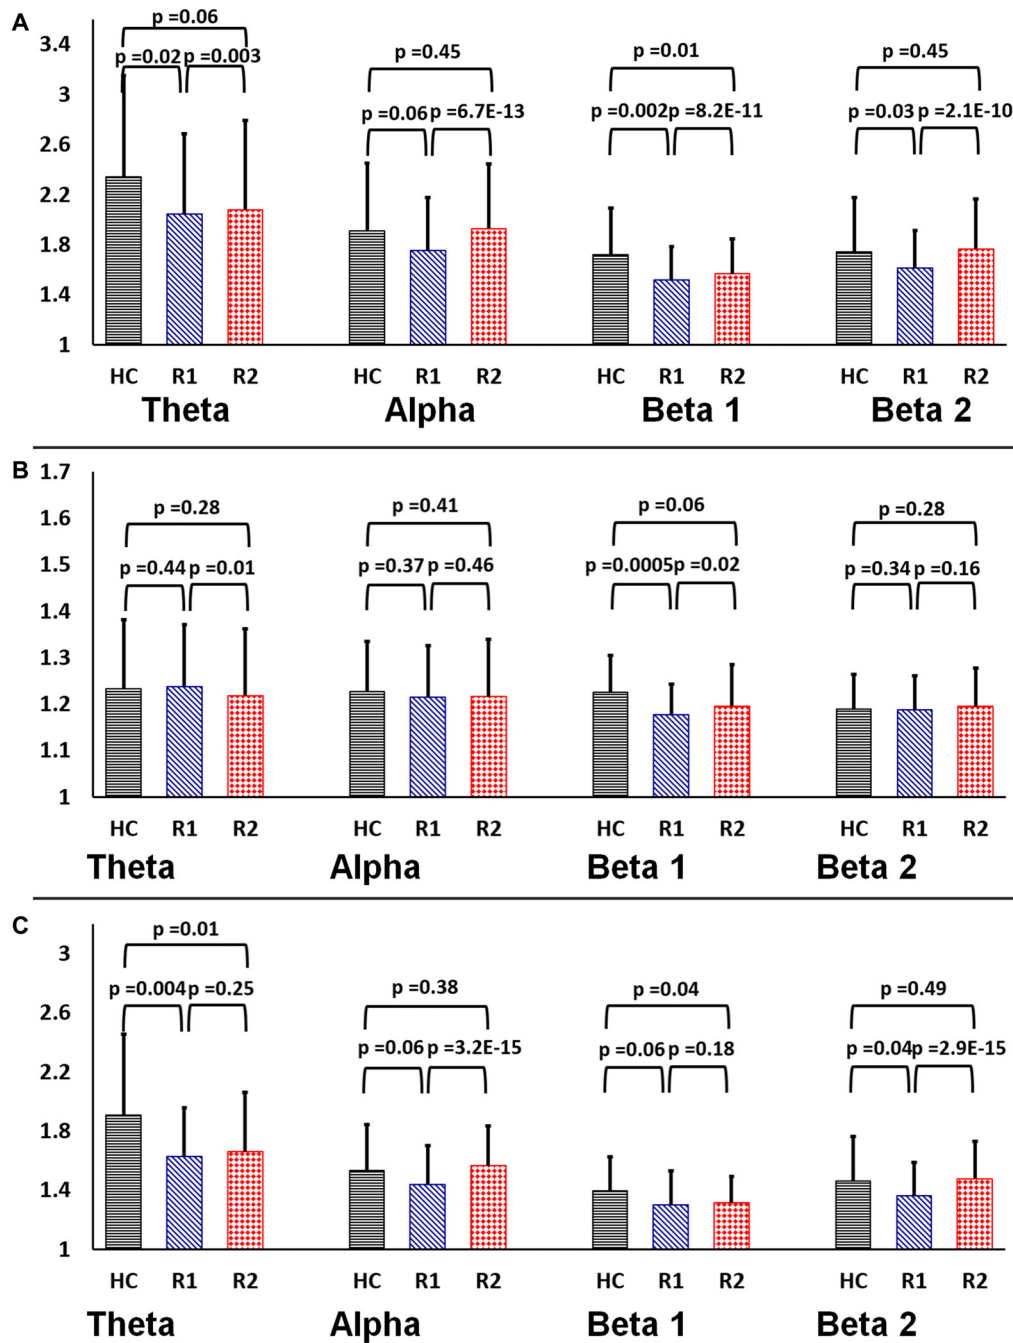 A
p =0.06
p =0.02 p =0.003
p =0.45
p =0.06 p =6.7E-13
p =0.01
p =0.002 p =8.2E-11
p =0.45
p =0.03 p =2.1E-10
3.4
3
2.6
2.2
1.8
1.4
1
HC R1 R2 HC R1 R2 HC R1 R2 HC R1 R2
Theta Alpha Beta 1 Beta 2
B
p =0.28
p =0.44 p =0.01
p =0.41
p =0.37 p =0.46
p =0.06
p =0.0005 p =0.02
p =0.28
p =0.34 p =0.16
1.7
1.6
1.5
1.4
1.3
1.2
1.1
1
HC R1 R2 HC R1 R2 HC R1 R2 HC R1 R2
Theta Alpha Beta 1 Beta 2
C
p =0.01
p =0.004 p =0.25
p =0.38
p =0.06 p =3.2E-15
p =0.04
p =0.06 p =0.18
p =0.49
p =0.04 p =2.9E-15
3
2.6
2.2
1.8
1.4
1
HC R1 R2 HC R1 R2 HC R1 R2 HC R1 R2
Theta Alpha Beta 1 Beta 2